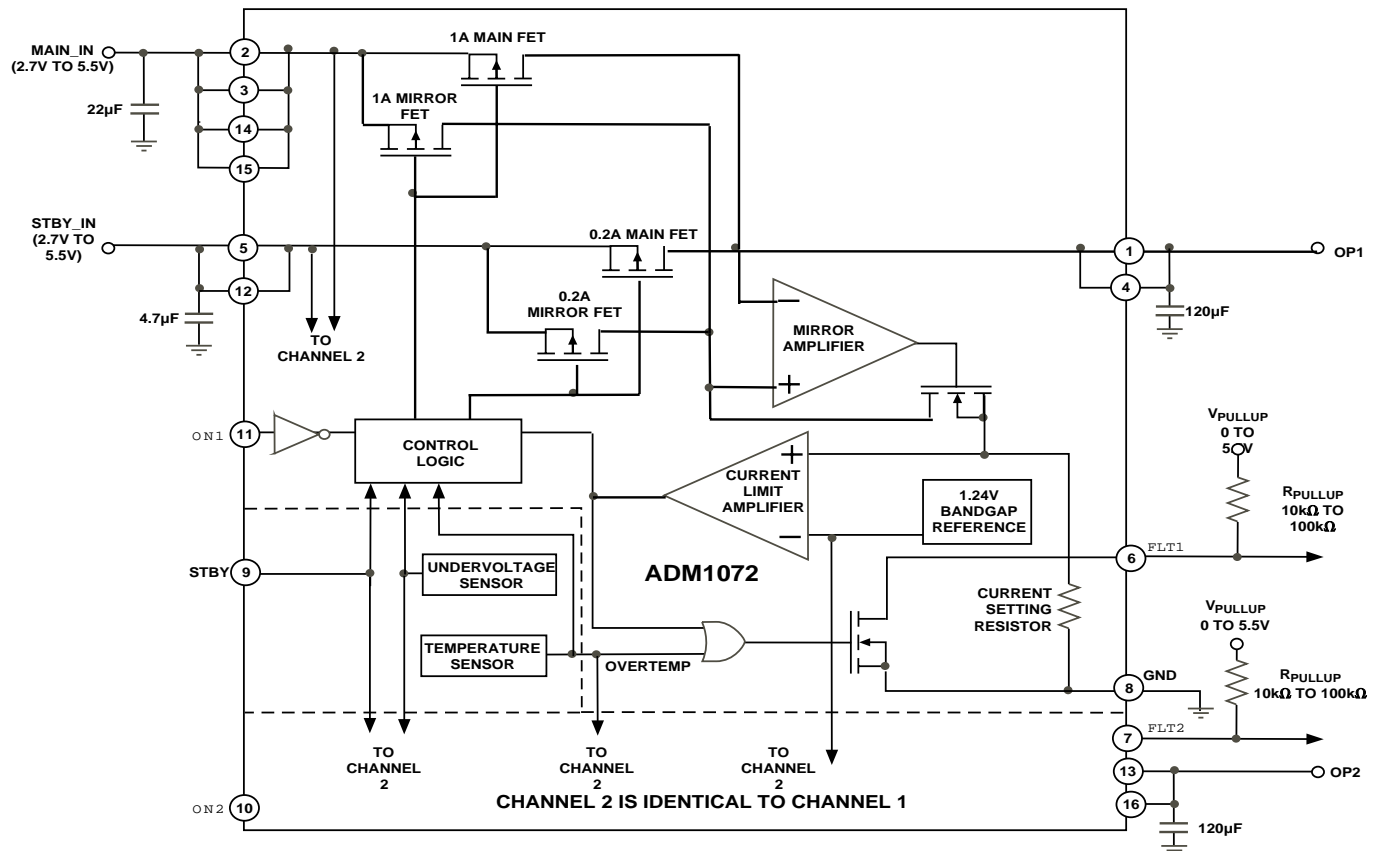 1A MAIN FET
MAIN_IN
(2.7V TO 5.5V)
2
3
14
15
22µF
1A MIRROR
FET
STBY_IN
(2.7V TO
5.5V)
5
12
4.7µF
TO
CHANNEL 2
0.2A MAIN FET
0.2A
MIRROR FET
MIRROR
AMPLIFIER
1
4
OP1
120µF
ON1
11
CONTROL
LOGIC
CURRENT
LIMIT
AMPLIFIER
1.24V
BANDGAP
REFERENCE
VPULLUP
0 TO
5.5V
RPULLUP
10kΩ TO
100kΩ
6
FLT1
STBY
9
UNDERVOLTAGE
SENSOR
ADM1072
CURRENT
SETTING
RESISTOR
VPULLUP
0 TO 5.5V
TEMPERATURE
SENSOR
OVERTEMP
8
GND
RPULLUP
10kΩ TO 100kΩ
7
FLT2
TO
CHANNEL
2
TO
CHANNEL
2
TO
CHANNEL
2
13
16
OP2
120µF
ON2
10
CHANNEL 2 IS IDENTICAL TO CHANNEL 1